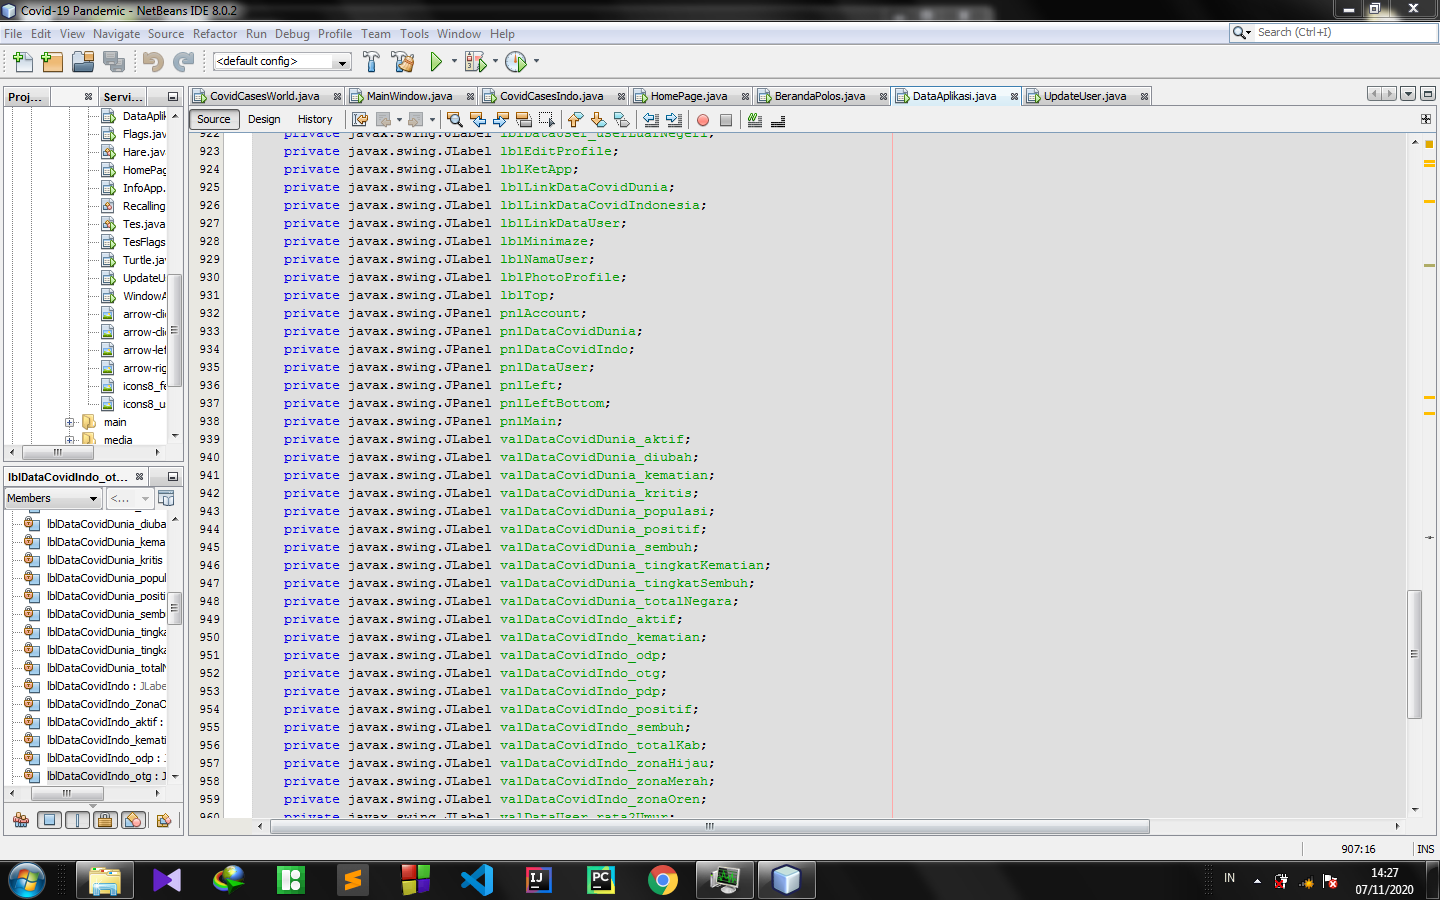 Covid-19 Pandemic - NetBeans IDE 8.0.2
File Edit View Navigate Source Refactor Run Debug Profile Team Tools Window Help
Search (Ctrl+I)
<default config>
Proj... Servi...
CovidCasesWorld.java MainWindow.java CovidCasesIndo.java HomePage.java BerandaPolos.java DataAplikasi.java UpdateUser.java
Source Design History
DataAplik
Flags.java
Hare.java
HomePag
InfoApp.
Recalling
Tes.java
TesFlags
Turtle.jav
UpdateU
WindowA
arrow-clic
arrow-clic
arrow-left
arrow-rig
icons8_fe
icons8_u
main
media
lblDataCovidIndo_ot...
Members <...
lblDataCovidDunia_diuba
lblDataCovidDunia_kema
lblDataCovidDunia_kritis
lblDataCovidDunia_popul
lblDataCovidDunia_positi
lblDataCovidDunia_semb
lblDataCovidDunia_tingka
lblDataCovidDunia_tingka
lblDataCovidDunia_totalN
lblDataCovidIndo : JLabe
lblDataCovidIndo_ZonaO
lblDataCovidIndo_aktif :
lblDataCovidIndo_kemati
lblDataCovidIndo_odp : J
lblDataCovidIndo_otg : J
922 private javax.swing.JLabel lblDataUser_userLuarNegeri;
923 private javax.swing.JLabel lblEditProfile;
924 private javax.swing.JLabel lblKetApp;
925 private javax.swing.JLabel lblLinkDataCovidDunia;
926 private javax.swing.JLabel lblLinkDataCovidIndonesia;
927 private javax.swing.JLabel lblLinkDataUser;
928 private javax.swing.JLabel lblMinimaze;
929 private javax.swing.JLabel lblNamaUser;
930 private javax.swing.JLabel lblPhotoProfile;
931 private javax.swing.JLabel lblTop;
932 private javax.swing.JPanel pnlAccount;
933 private javax.swing.JPanel pnlDataCovidDunia;
934 private javax.swing.JPanel pnlDataCovidIndo;
935 private javax.swing.JPanel pnlDataUser;
936 private javax.swing.JPanel pnlLeft;
937 private javax.swing.JPanel pnlLeftBottom;
938 private javax.swing.JPanel pnlMain;
939 private javax.swing.JLabel valDataCovidDunia_aktif;
940 private javax.swing.JLabel valDataCovidDunia_diubah;
941 private javax.swing.JLabel valDataCovidDunia_kematian;
942 private javax.swing.JLabel valDataCovidDunia_kritis;
943 private javax.swing.JLabel valDataCovidDunia_populasi;
944 private javax.swing.JLabel valDataCovidDunia_positif;
945 private javax.swing.JLabel valDataCovidDunia_sembuh;
946 private javax.swing.JLabel valDataCovidDunia_tingkatKematian;
947 private javax.swing.JLabel valDataCovidDunia_tingkatSembuh;
948 private javax.swing.JLabel valDataCovidDunia_totalNegara;
949 private javax.swing.JLabel valDataCovidIndo_aktif;
950 private javax.swing.JLabel valDataCovidIndo_kematian;
951 private javax.swing.JLabel valDataCovidIndo_odp;
952 private javax.swing.JLabel valDataCovidIndo_otg;
953 private javax.swing.JLabel valDataCovidIndo_pdp;
954 private javax.swing.JLabel valDataCovidIndo_positif;
955 private javax.swing.JLabel valDataCovidIndo_sembuh;
956 private javax.swing.JLabel valDataCovidIndo_totalKab;
957 private javax.swing.JLabel valDataCovidIndo_zonaHijau;
958 private javax.swing.JLabel valDataCovidIndo_zonaMerah;
959 private javax.swing.JLabel valDataCovidIndo_zonaOren;
960 private javax.swing.JLabel valDataUser_rata2Umur;
907:16 INS
IN
14:27
07/11/2020